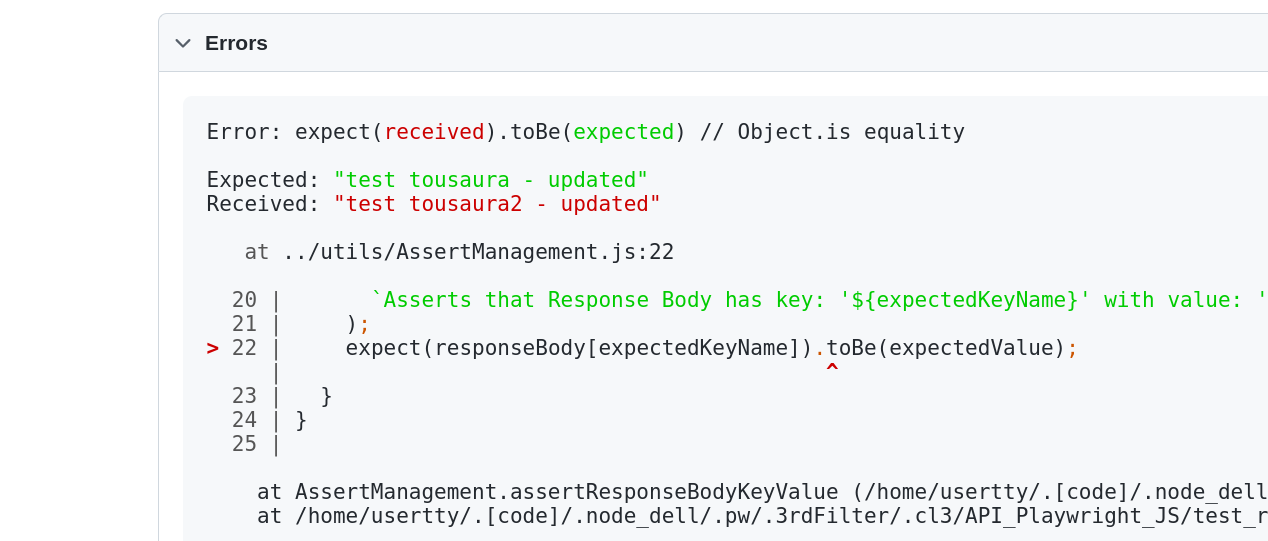 Errors
Error: expect(received).toBe(expected) // Object.is equality
Expected: "test tousaura - updated"
Received: "test tousaura2 - updated"
at ../utils/AssertManagement.js:22
20 |       `Asserts that Response Body has key: '${expectedKeyName}' with value: '
21 |     );
> 22 |     expect(responseBody[expectedKeyName]).toBe(expectedValue);
|                                           ^
23 |   }
24 | }
25 |
at AssertManagement.assertResponseBodyKeyValue (/home/usertty/.[code]/.node_dell
at /home/usertty/.[code]/.node_dell/.pw/.3rdFilter/.cl3/API_Playwright_JS/test_r